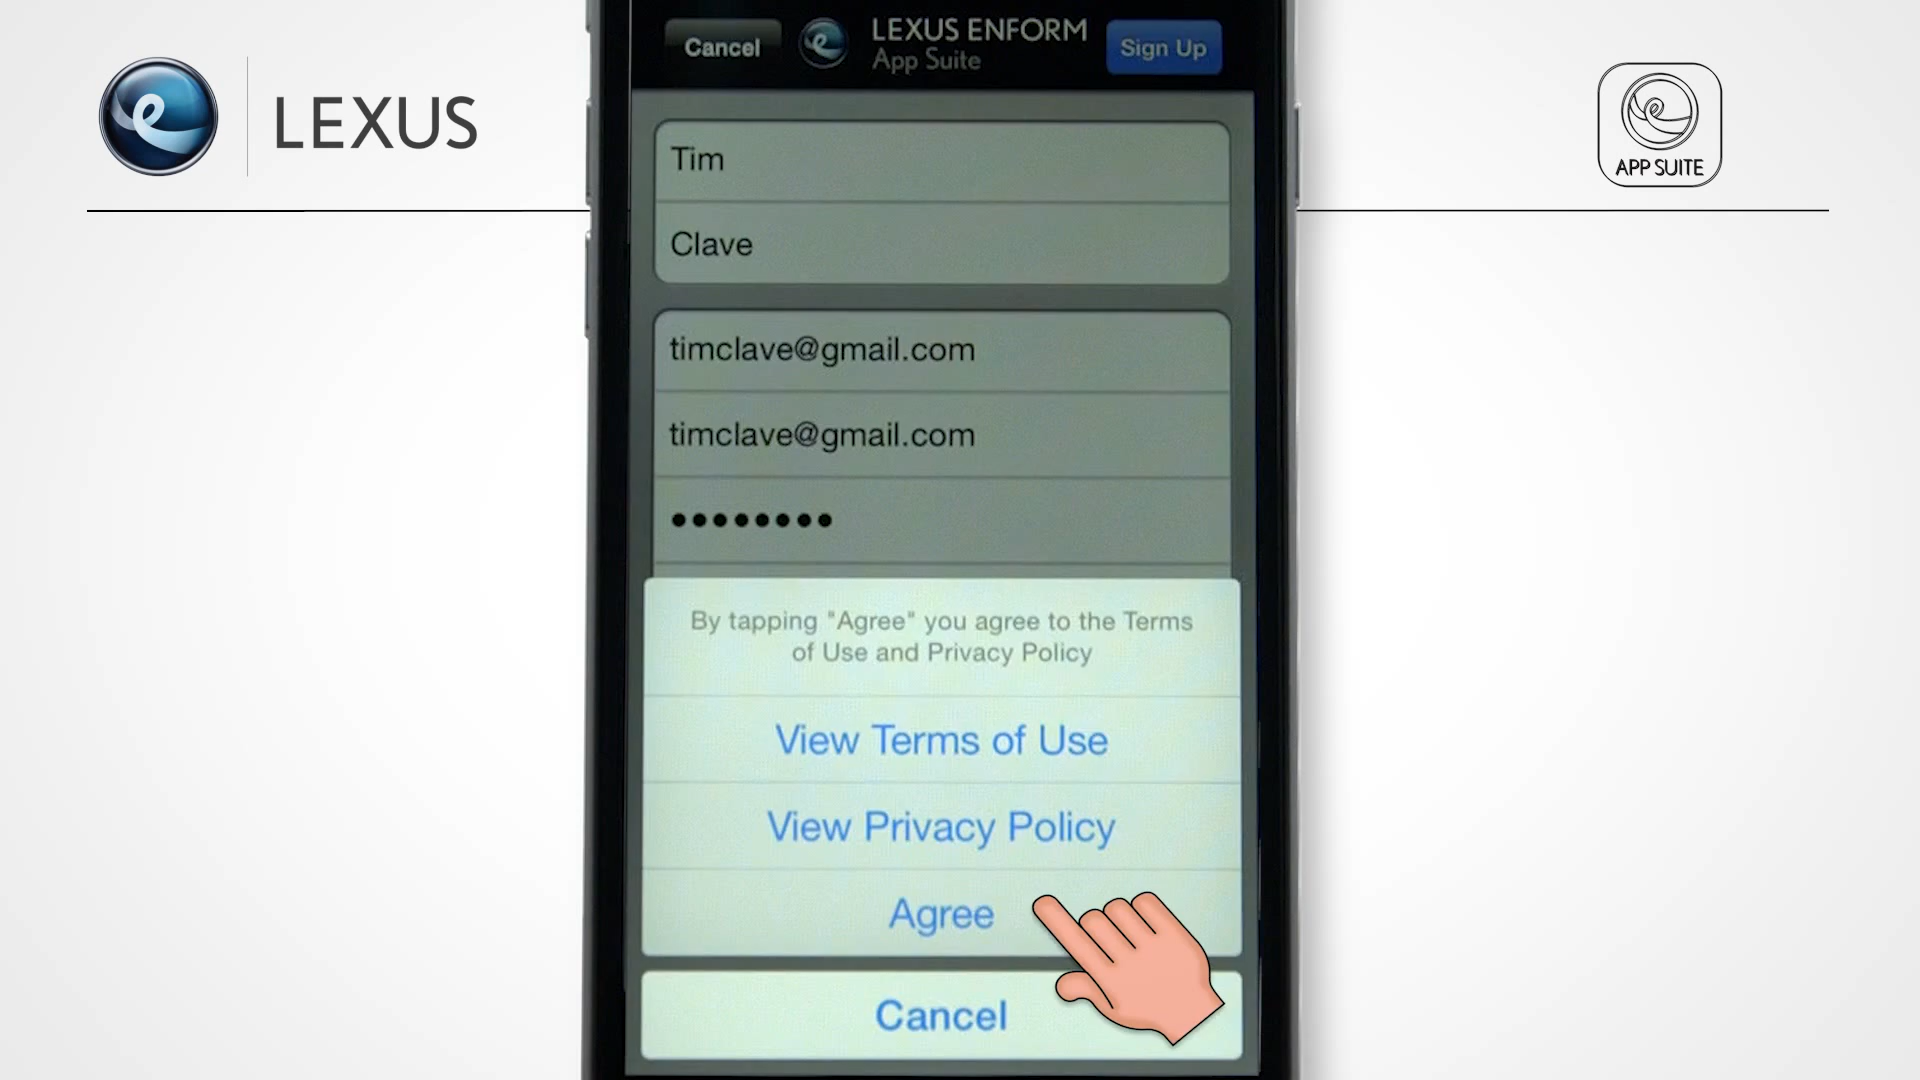 LEXUS
APP SUITE
Cancel
LEXUS ENFORM
App Suite
Sign Up
Tim
Clave
timclave@gmail.com
timclave@gmail.com
••••••••
By tapping "Agree" you agree to the Terms
of Use and Privacy Policy
View Terms of Use
View Privacy Policy
Agree
Cancel